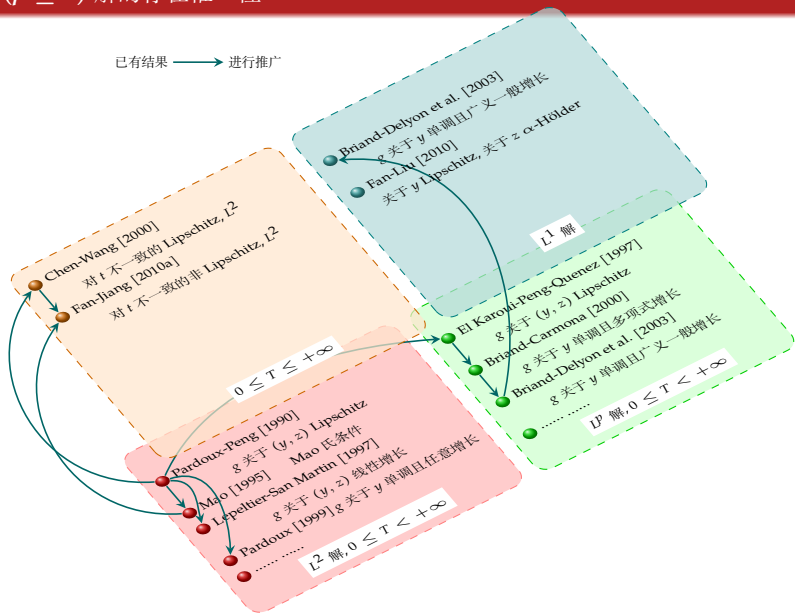 已有结果 进行推广
Briand-Delyon et al. [2003]
g 关于 y 单调且广义一般增长
Fan-Liu [2010]
关于 y Lipschitz, 关于 z α-Hölder
L^1 解
Chen-Wang [2000]
对 t 不一致的 Lipschitz, L^2
Fan-Jiang [2010a]
对 t 不一致的非 Lipschitz, L^2
0 ≤ T ≤ +∞
El Karoui-Peng-Quenez [1997]
g 关于 (y, z) Lipschitz
Briand-Carmona [2000]
g 关于 y 单调且多项式增长
Briand-Delyon et al. [2003]
g 关于 y 单调且广义一般增长
…… ……
L^p 解, 0 ≤ T < +∞
Pardoux-Peng [1990]
g 关于 (y, z) Lipschitz
Mao [1995] Mao 氏条件
Lepeltier-San Martin [1997]
g 关于 (y, z) 线性增长
Pardoux [1999] g 关于 y 单调且任意增长
…… ……
L^2 解, 0 ≤ T < +∞